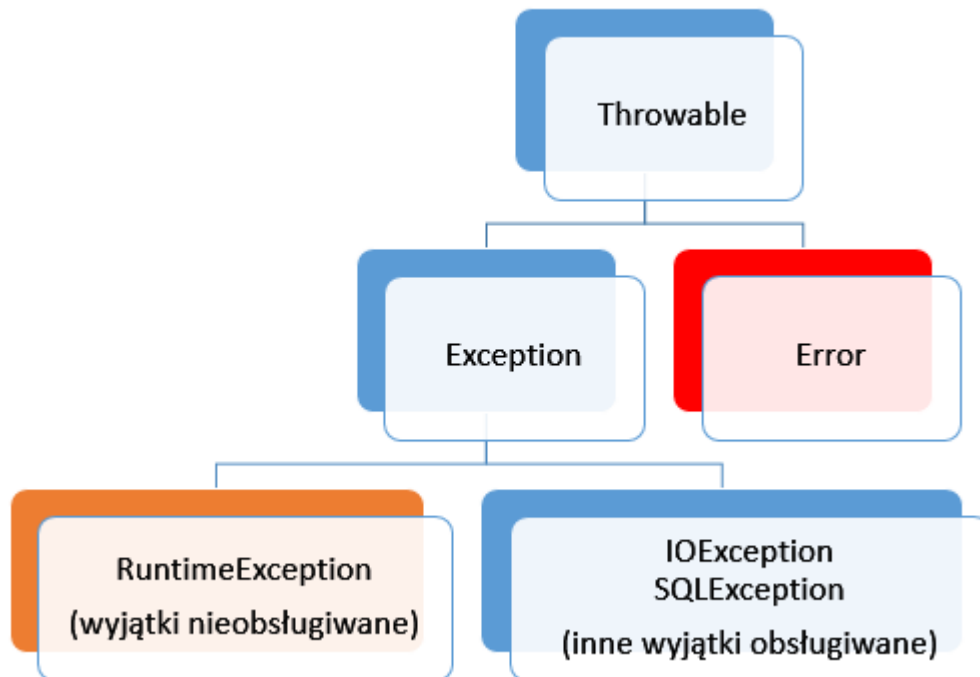 Throwable
Exception
Error
RuntimeException
(wyjątki nieobsługiwane)
IOException
SQLException
(inne wyjątki obsługiwane)